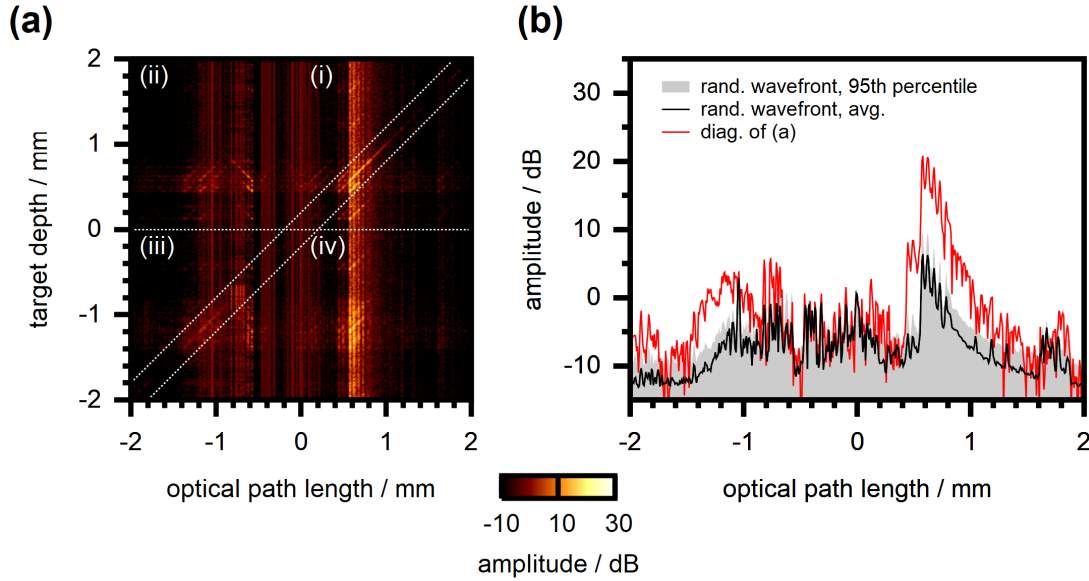 (a)
(ii)
(i)
(iii)
(iv)
2
1
0
-1
-2
target depth / mm
-2
-1
0
1
2
optical path length / mm
-10
10
30
amplitude / dB
(b)
rand. wavefront, 95th percentile
rand. wavefront, avg.
diag. of (a)
30
20
10
0
-10
amplitude / dB
-2
-1
0
1
2
optical path length / mm